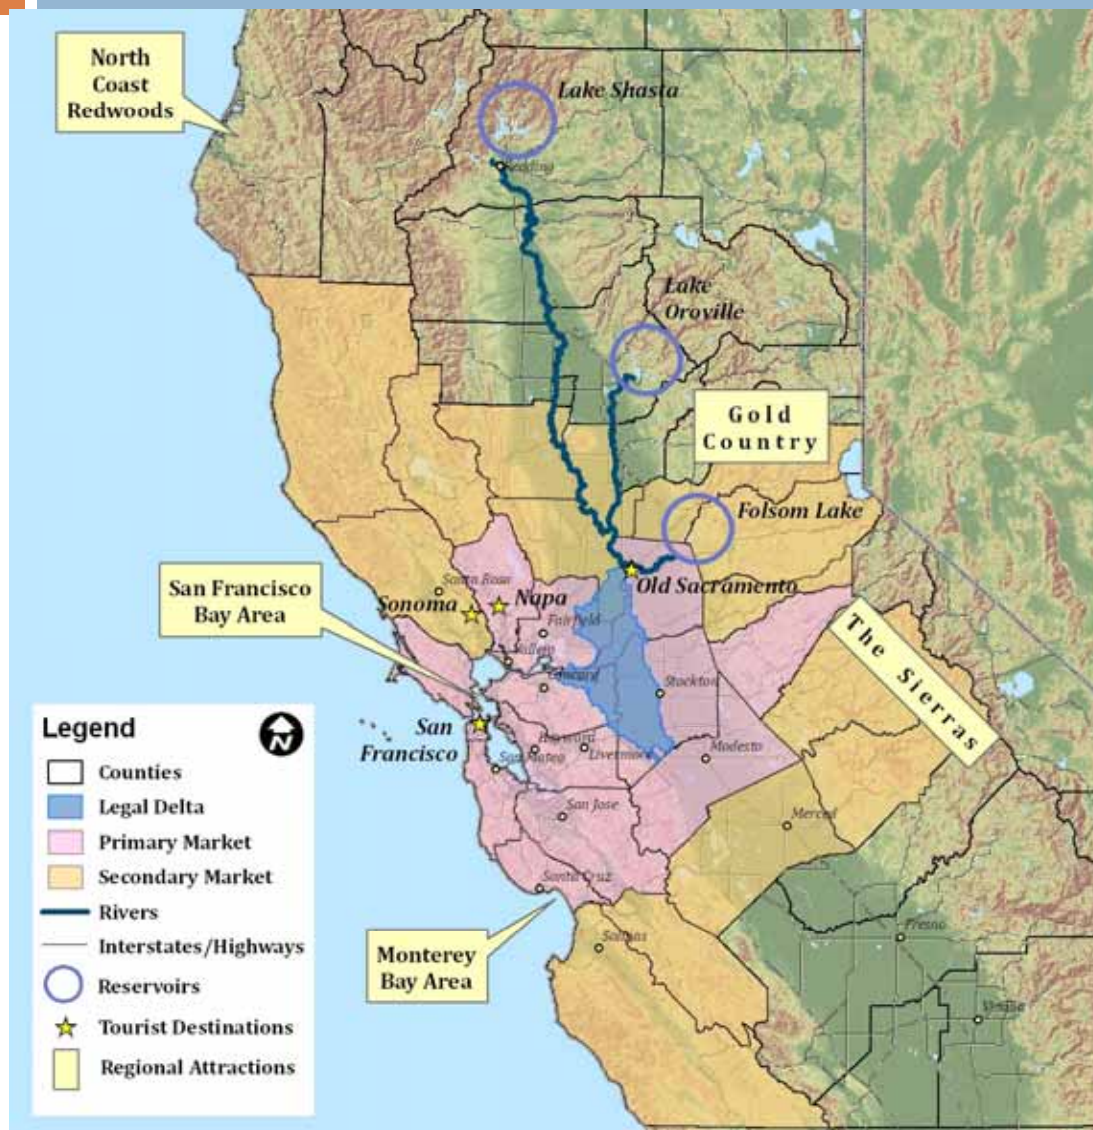 North
Coast
Redwoods
Lake Shasta
Redding
Lake
Oroville
Gold
Country
Folsom Lake
San Francisco
Bay Area
Santa Rosa
Sonoma
Napa
Old Sacramento
Fairfield
Vallejo
Concord
Stockton
The Sierras
San
Francisco
Hayward
Livermore
San Mateo
Modesto
San Jose
Merced
Santa Cruz
Monterey
Bay Area
Salinas
Fresno
Visalia
Legend
N
Counties
Legal Delta
Primary Market
Secondary Market
Rivers
Interstates/Highways
Reservoirs
Tourist Destinations
Regional Attractions